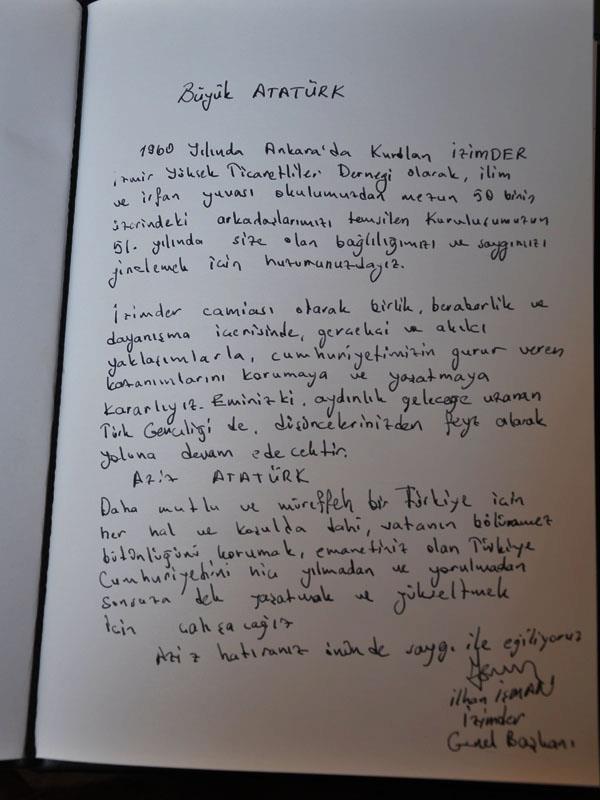 Büyük ATATÜRK
1960 Yılında Ankara'da Kurulan İZİMDER
izmir Yüksek Ticaretliler Derneği olarak, ilim
ve irfan yuvası okulumuzdan mezun 50 binin
üzerindeki arkadaşlarımızı temsilen Kuruluşumuzun
51. yılında size olan bağlılığımızı ve saygımızı
yinelemek için huzurunuzdayız.
İzimder camiası olarak birlik, beraberlik ve
dayanışma içerisinde, gerçekçi ve akılcı
yaklaşımlarla, cumhuriyetimizin gurur veren
kazanımlarını korumaya ve yaşatmaya
kararlıyız. Eminiz ki, aydınlık geleceğe uzanan
Türk Gençliği de, düşüncelerinizden feyz alarak
yoluna devam edecektir.
AZİZ ATATÜRK
Daha mutlu ve müreffeh bir Türkiye için
her hal ve koşulda dahi, vatanın bölünmez
bütünlüğünü korumak, emanetiniz olan Türkiye
Cumhuriyetini hiç yılmadan ve yorulmadan
sonsuza dek yaşatmak ve yükseltmek
için çalışacağız
Aziz hatıranız önünde saygı ile eğiliyoruz
ilhan işMAN
İzimder
Genel Başkanı